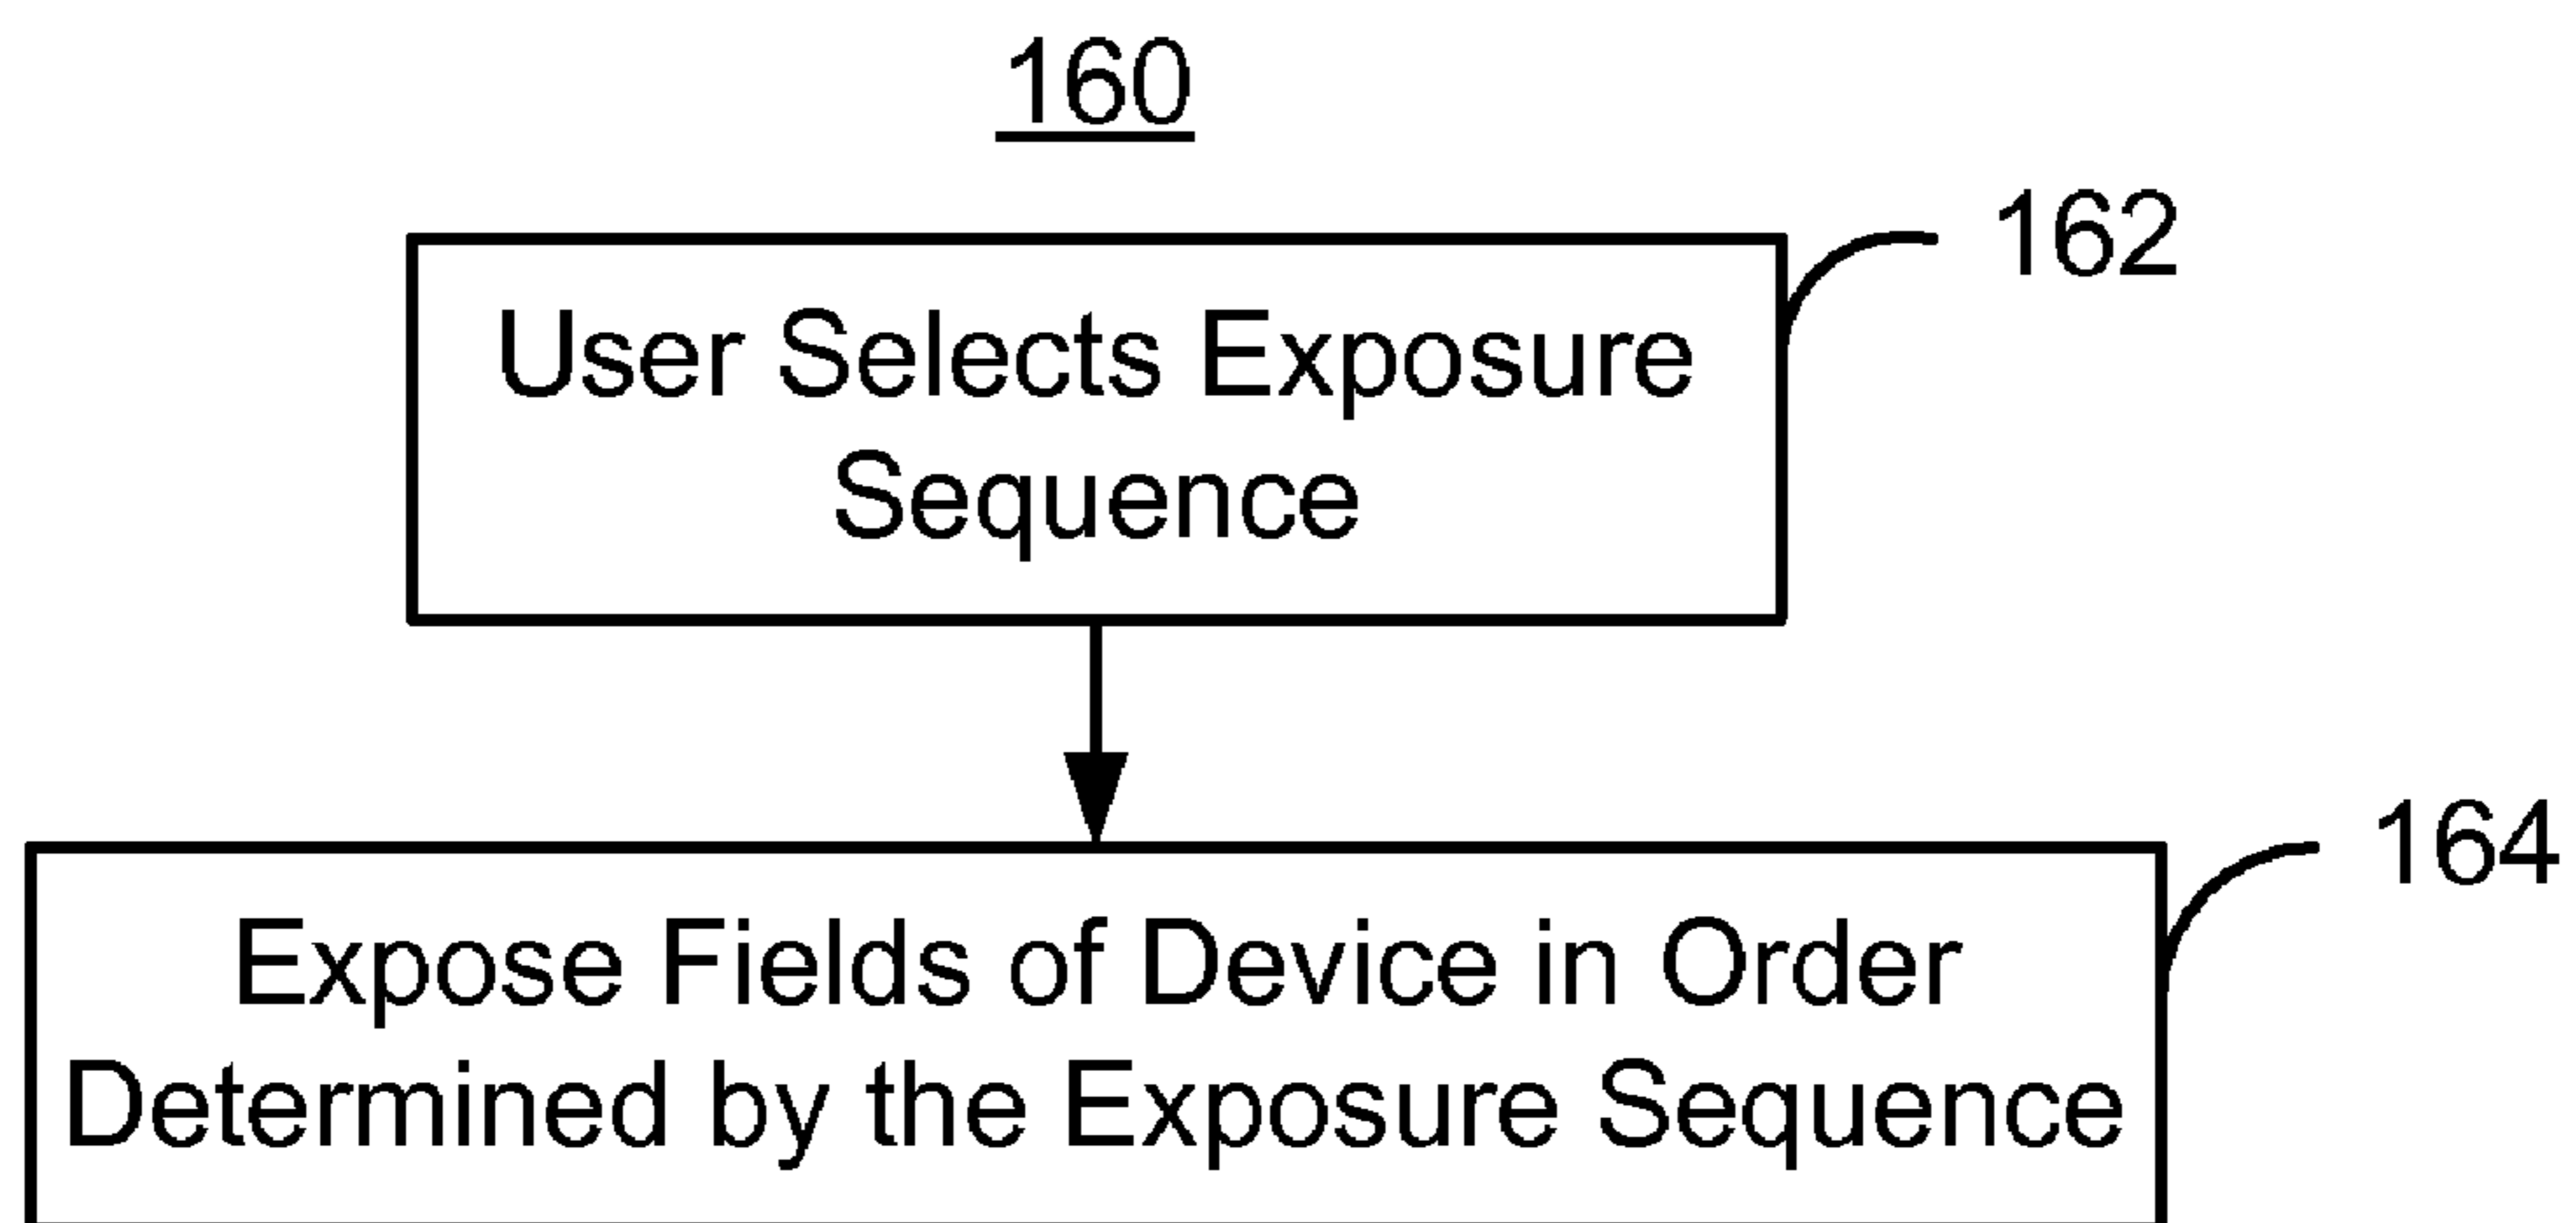 160
162
User Selects Exposure
Sequence
164
Expose Fields of Device in Order
Determined by the Exposure Sequence